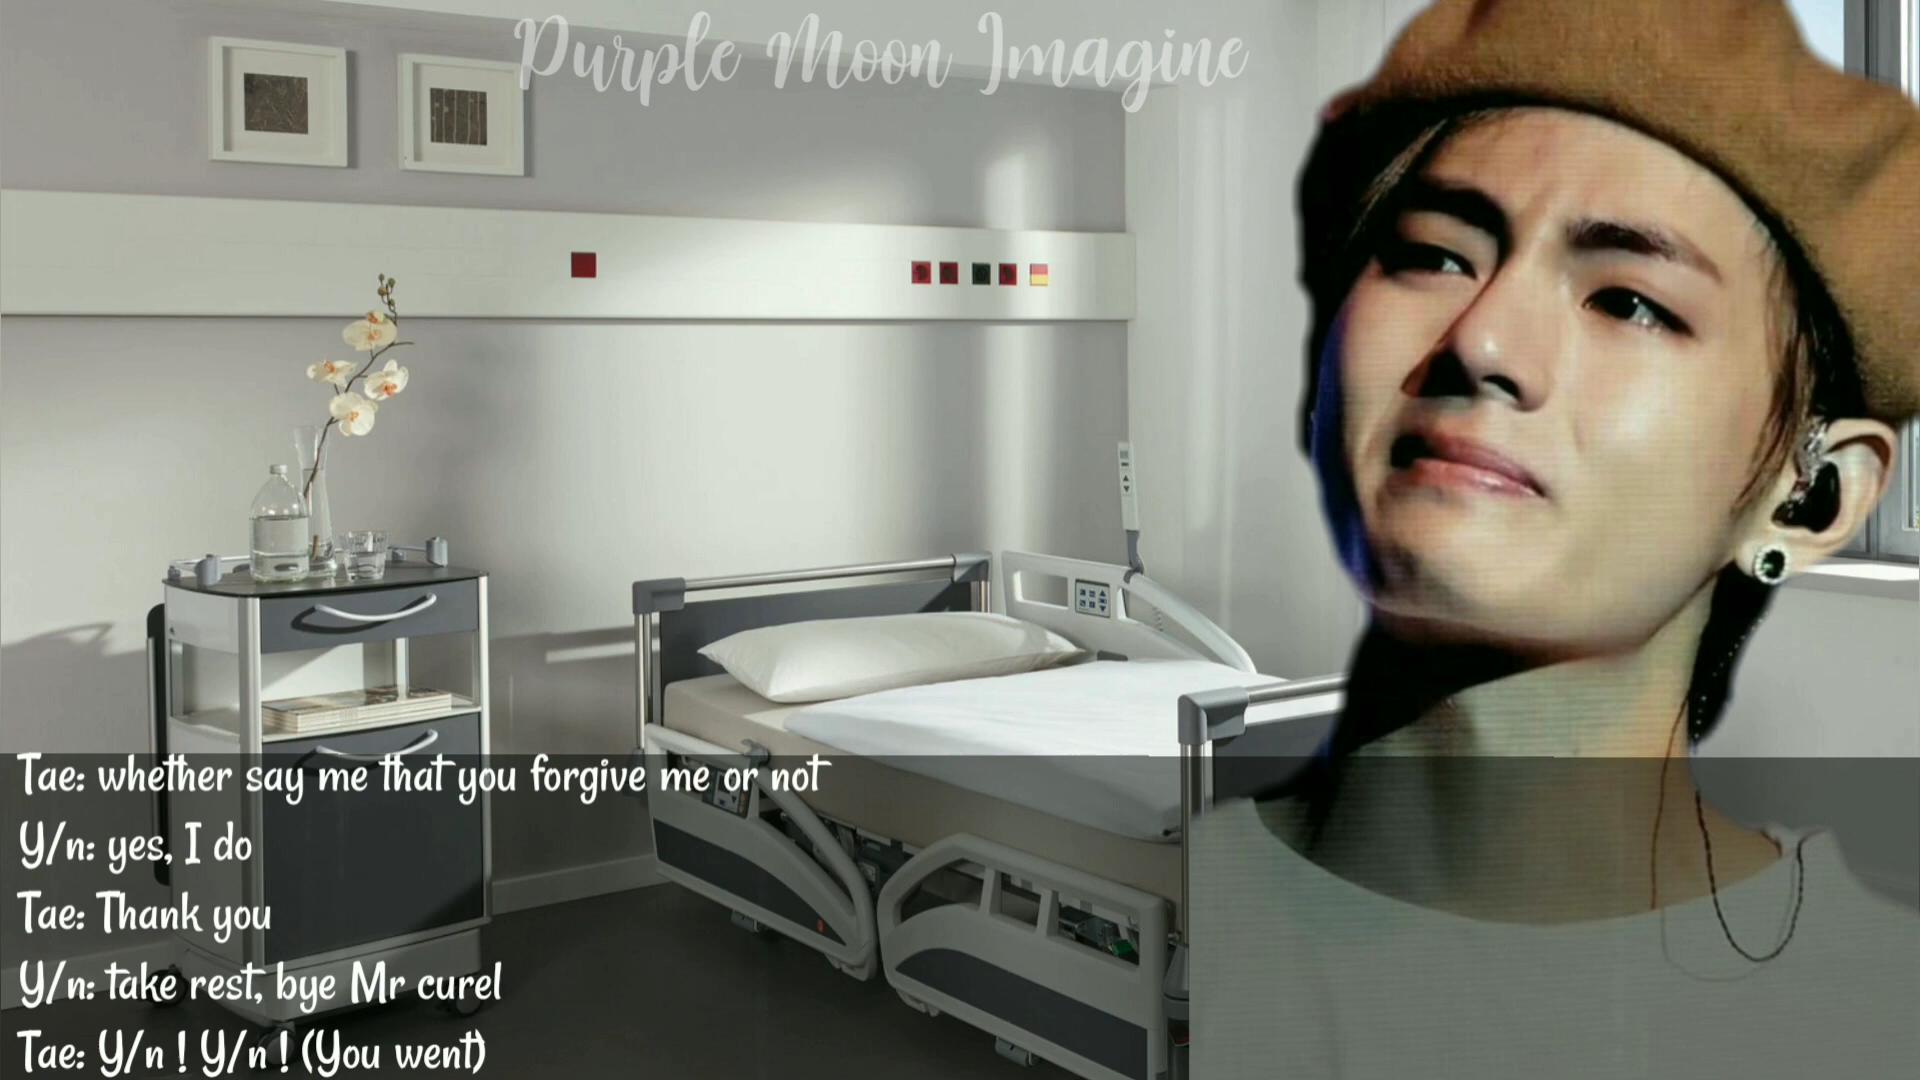 Purple Moon Imagine
Tae: whether say me that you forgive me or not
Y/n: yes, I do
Tae: Thank you
Y/n: take rest, bye Mr curel
Tae: Y/n ! Y/n ! (You went)